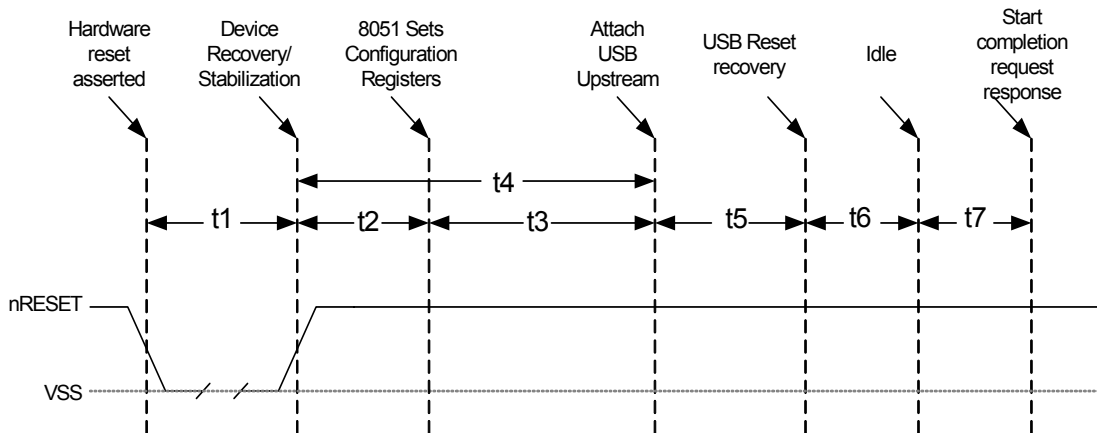 Hardware
reset
asserted
Device
Recovery/
Stabilization
8051 Sets
Configuration
Registers
Attach
USB
Upstream
USB Reset
recovery
Idle
Start
completion
request
response
t4
t1
t2
t3
t5
t6
t7
nRESET
VSS